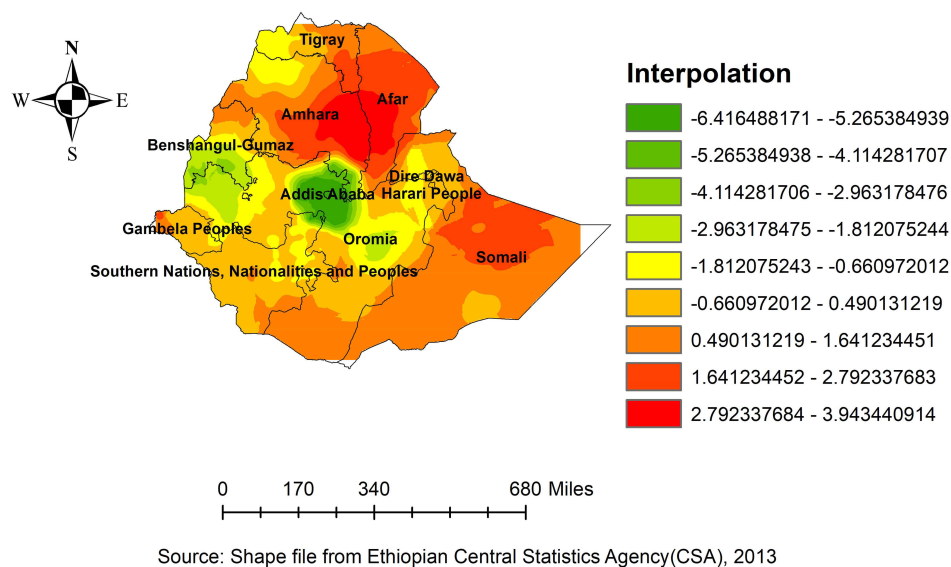 N
W E
S
Tigray
Afar
Amhara
Benshangul-Gumaz
Dire Dawa
Addis Ababa Harari People
Gambela Peoples
Oromia
Somali
Southern Nations, Nationalities and Peoples
Interpolation
-6.416488171 - -5.265384939
-5.265384938 - -4.114281707
-4.114281706 - -2.963178476
-2.963178475 - -1.812075244
-1.812075243 - -0.660972012
-0.660972012 - 0.490131219
0.490131219 - 1.641234451
1.641234452 - 2.792337683
2.792337684 - 3.943440914
0 170 340 680 Miles
Source: Shape file from Ethiopian Central Statistics Agency(CSA), 2013